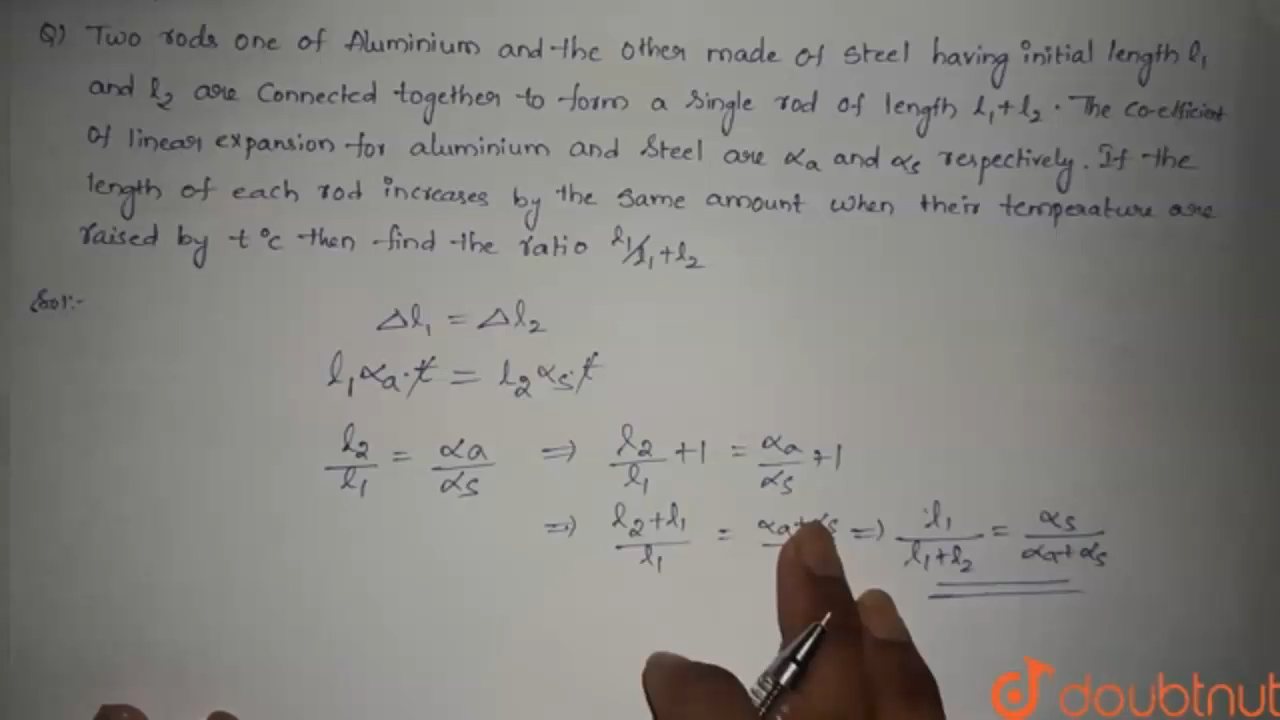 Q) Two rods one of Aluminium and the other made of steel having initial length l₁
and l₂ are connected together to form a single rod of length l₁+l₂. The co-efficient
of linear expansion for aluminium and steel are αa and αs respectively. If the
length of each rod increases by the same amount when their temperature are
raised by t°c then find the ratio l₁/l₁+l₂
Sol:-
Δl₁ = Δl₂
l₁αa.t = l₂αs.t
l₂/l₁ = αa/αs ⇒ l₂/l₁ + 1 = αa/αs + 1
⇒ l₂+l₁/l₁ = αa+αs ⇒ l₁/l₁+l₂ = αs/αa+αs
doubtnut